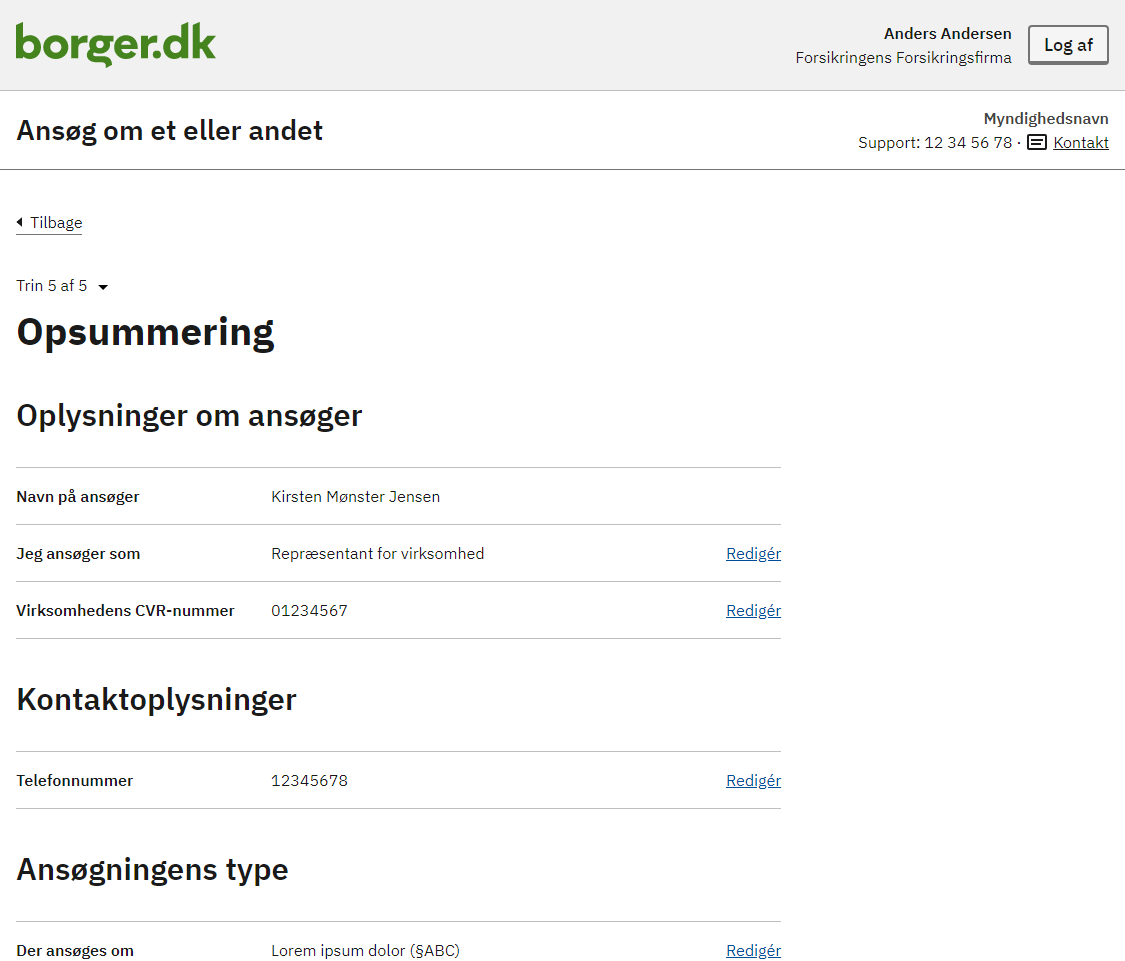 borger.dk
Anders Andersen
Forsikringens Forsikringsfirma
Log af
Ansøg om et eller andet
Myndighedsnavn
Support: 12 34 56 78 · Kontakt
Tilbage
Trin 5 af 5
Opsummering
Oplysninger om ansøger
Navn på ansøger Kirsten Mønster Jensen
Jeg ansøger som Repræsentant for virksomhed Redigér
Virksomhedens CVR-nummer 01234567 Redigér
Kontaktoplysninger
Telefonnummer 12345678 Redigér
Ansøgningens type
Der ansøges om Lorem ipsum dolor (§ABC) Redigér